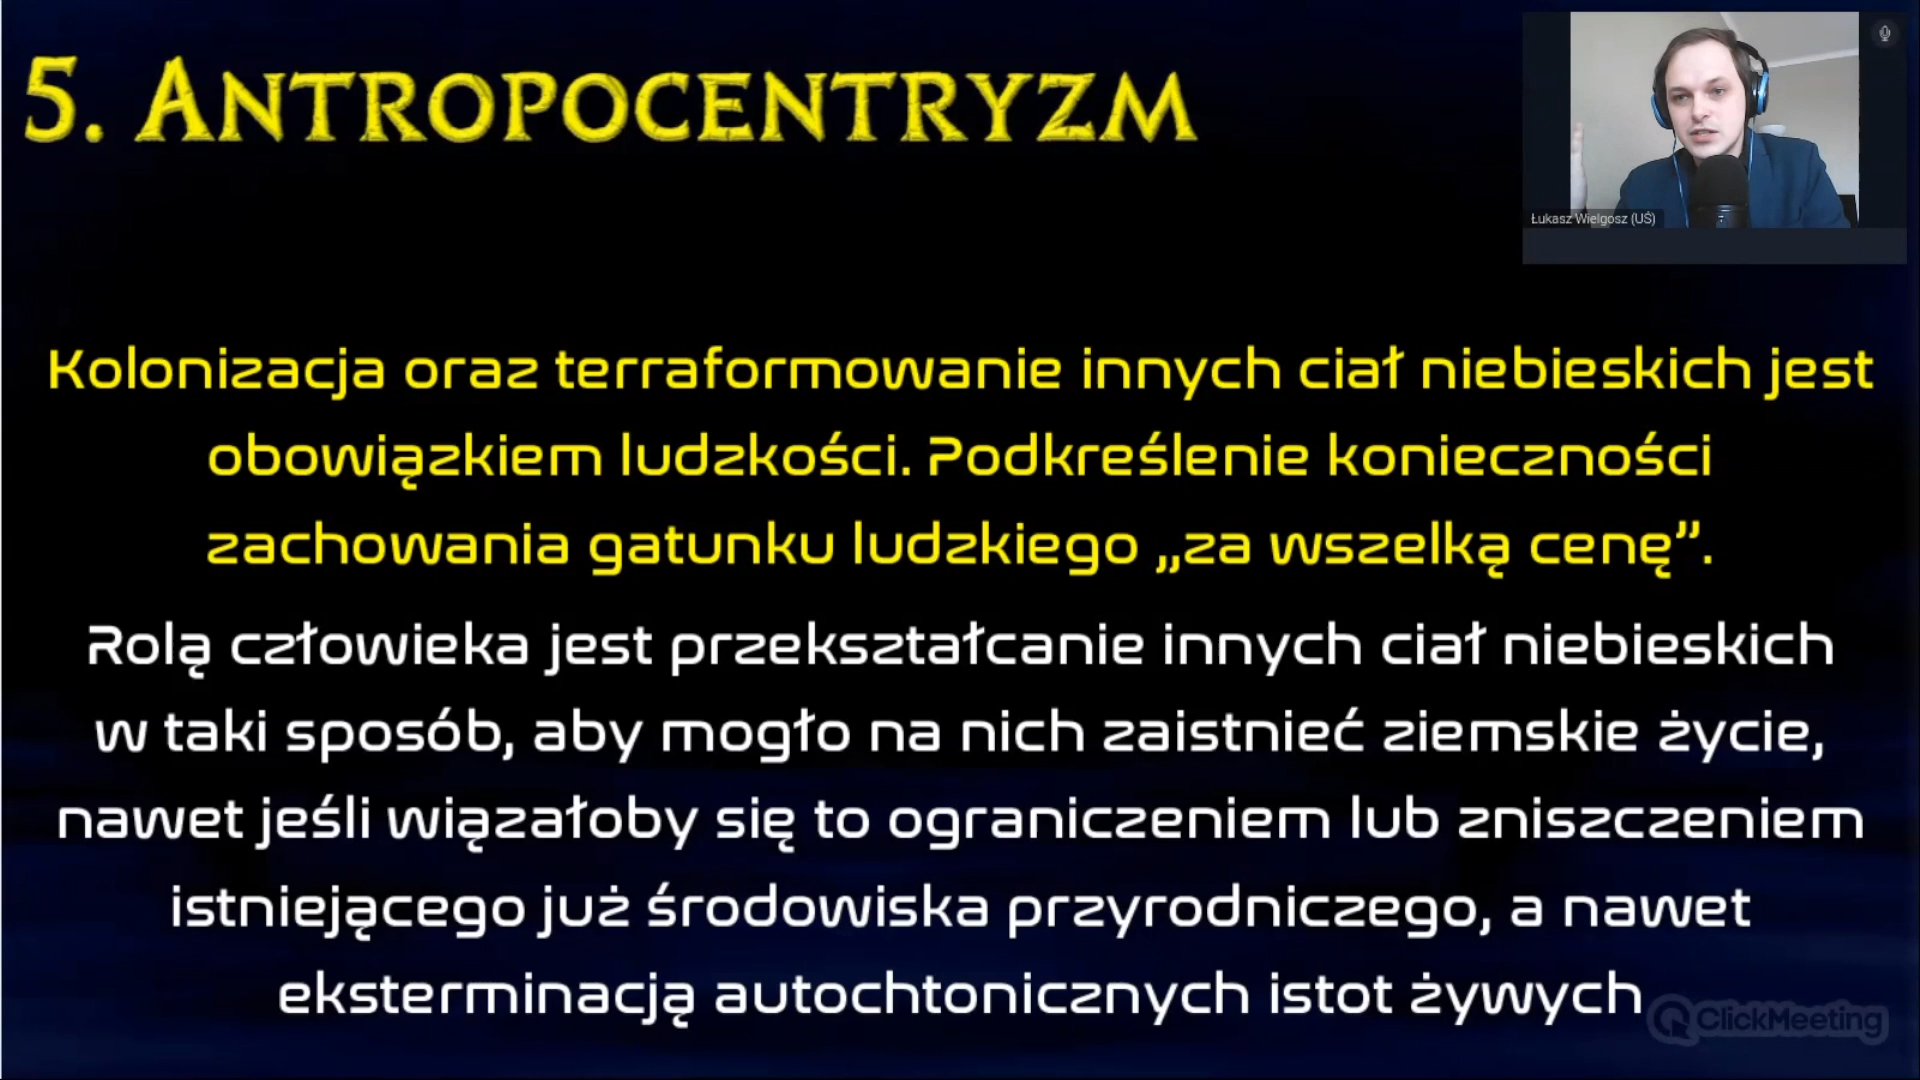 5. ANTROPOCENTRYZM
Łukasz Wielgosz (UŚ)
Kolonizacja oraz terraformowanie innych ciał niebieskich jest
obowiązkiem ludzkości. Podkreślenie konieczności
zachowania gatunku ludzkiego „za wszelką cenę”.
Rolą człowieka jest przekształcanie innych ciał niebieskich
w taki sposób, aby mogło na nich zaistnieć ziemskie życie,
nawet jeśli wiązałoby się to ograniczeniem lub zniszczeniem
istniejącego już środowiska przyrodniczego, a nawet
eksterminacją autochtonicznych istot żywych
ClickMeeting